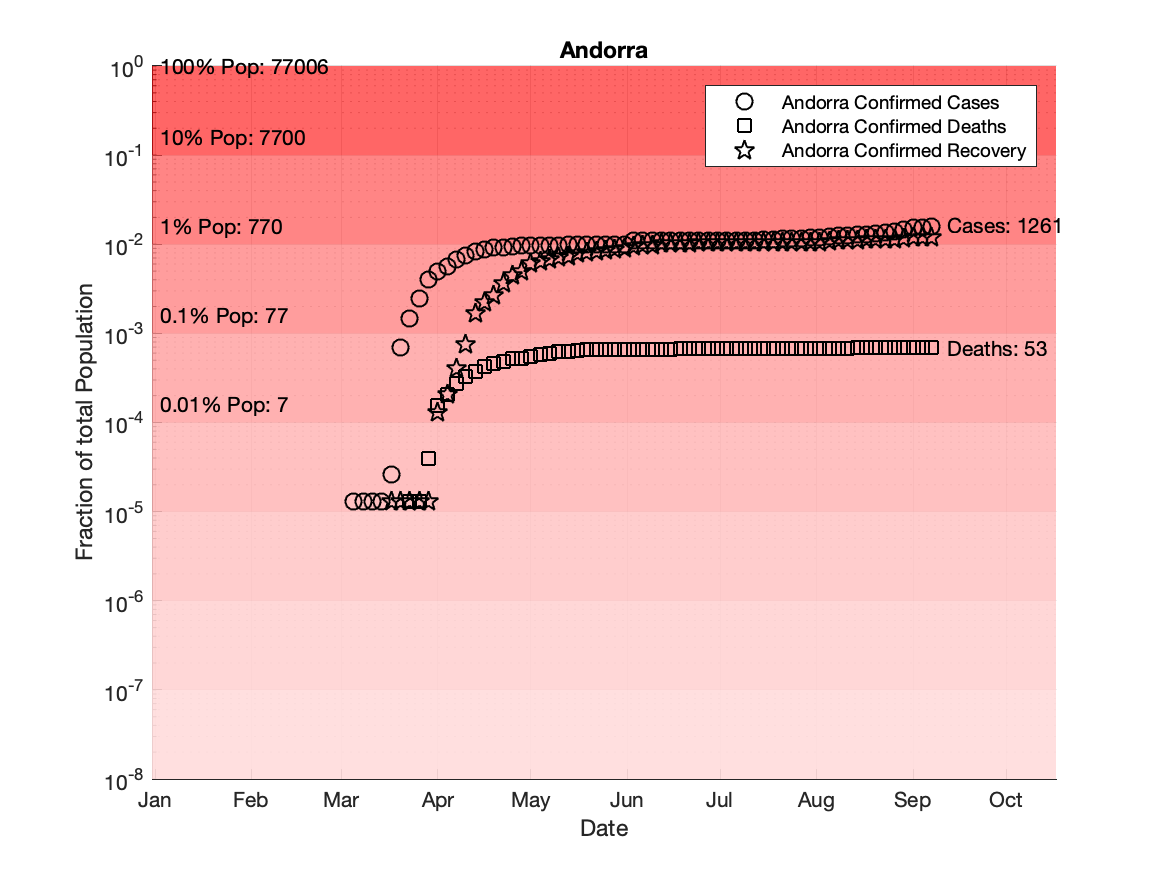 Andorra
10^0
100% Pop: 77006
Andorra Confirmed Cases
Andorra Confirmed Deaths
Andorra Confirmed Recovery
10% Pop: 7700
10^-1
1% Pop: 770
Cases: 1261
10^-2
0.1% Pop: 77
10^-3
Deaths: 53
0.01% Pop: 7
10^-4
10^-5
10^-6
10^-7
10^-8
Fraction of total Population
Jan Feb Mar Apr May Jun Jul Aug Sep Oct
Date